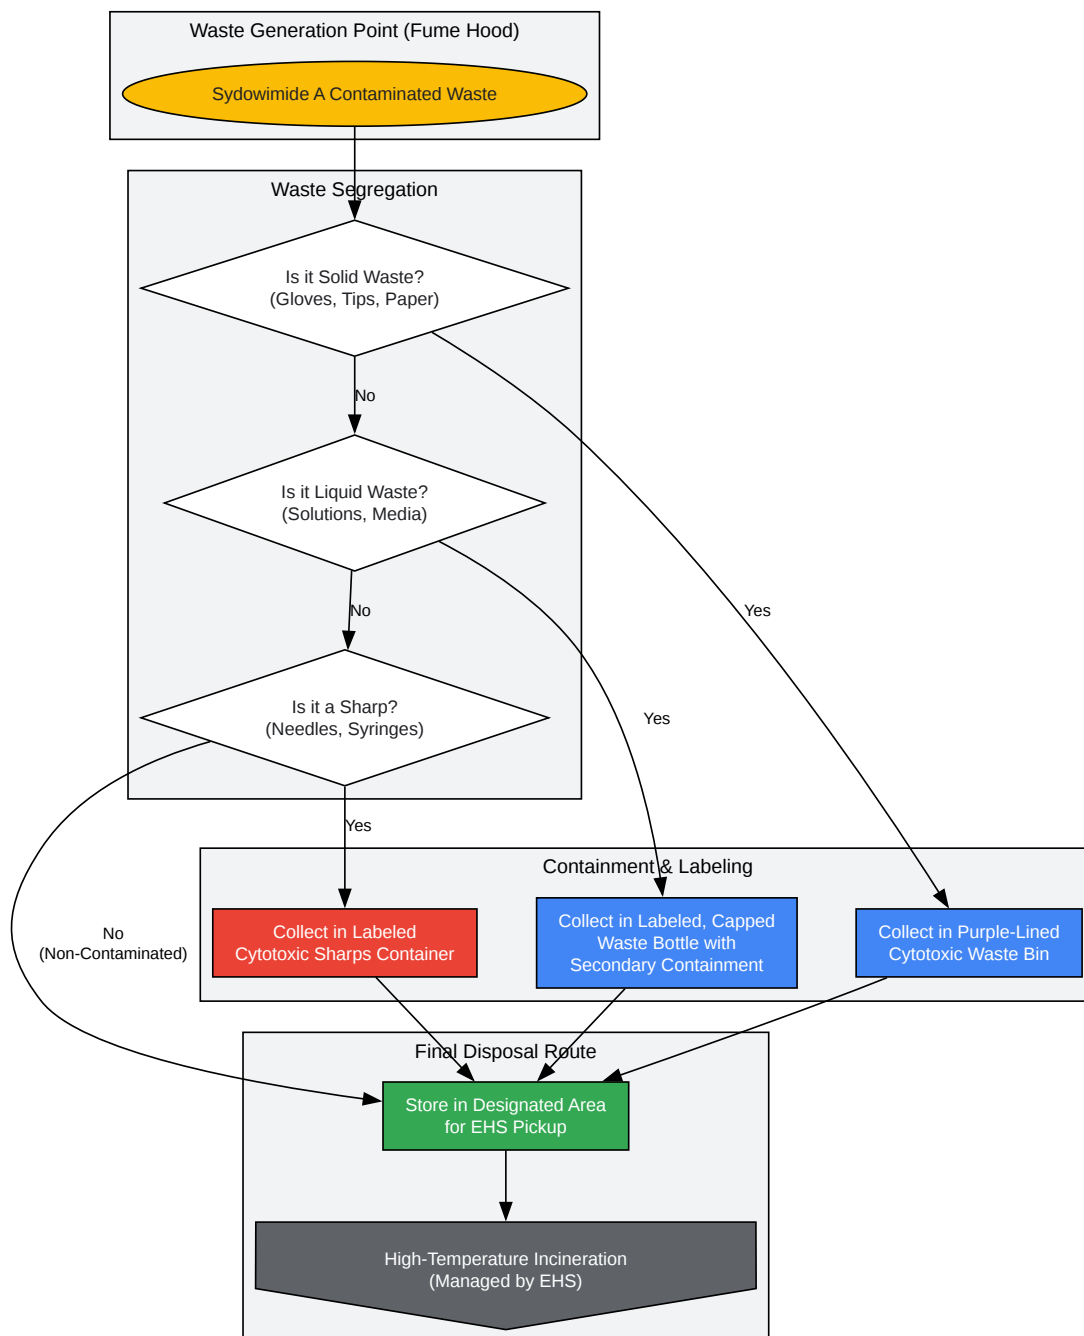 Waste Generation Point (Fume Hood)
Sydowimide A Contaminated Waste
Waste Segregation
Is it Solid Waste?
(Gloves, Tips, Paper)
No
Is it Liquid Waste?
(Solutions, Media)
No
Yes
Is it a Sharp?
(Needles, Syringes)
Yes
Yes
Containment & Labeling
No
(Non-Contaminated)
Collect in Labeled
Cytotoxic Sharps Container
Collect in Labeled, Capped
Waste Bottle with
Secondary Containment
Collect in Purple-Lined
Cytotoxic Waste Bin
Final Disposal Route
Store in Designated Area
for EHS Pickup
High-Temperature Incineration
(Managed by EHS)